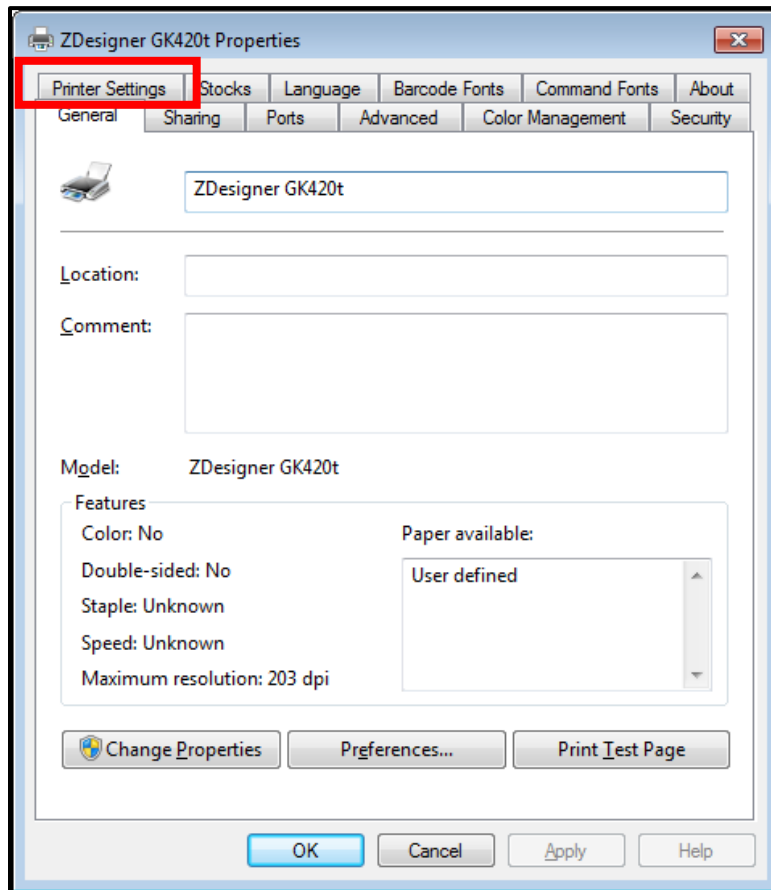 ZDesigner GK420t Properties
Printer Settings Stocks Language Barcode Fonts Command Fonts About
General Sharing Ports Advanced Color Management Security
ZDesigner GK420t
Location:
Comment:
Model: ZDesigner GK420t
Features
Color: No
Double-sided: No
Staple: Unknown
Speed: Unknown
Maximum resolution: 203 dpi
Paper available:
User defined
Change Properties Preferences... Print Test Page
OK Cancel Apply Help